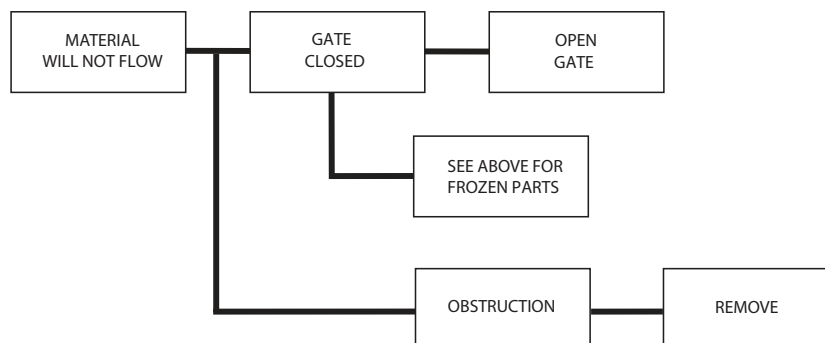 MATERIAL
WILL NOT FLOW
GATE
CLOSED
OPEN
GATE
SEE ABOVE FOR
FROZEN PARTS
OBSTRUCTION
REMOVE